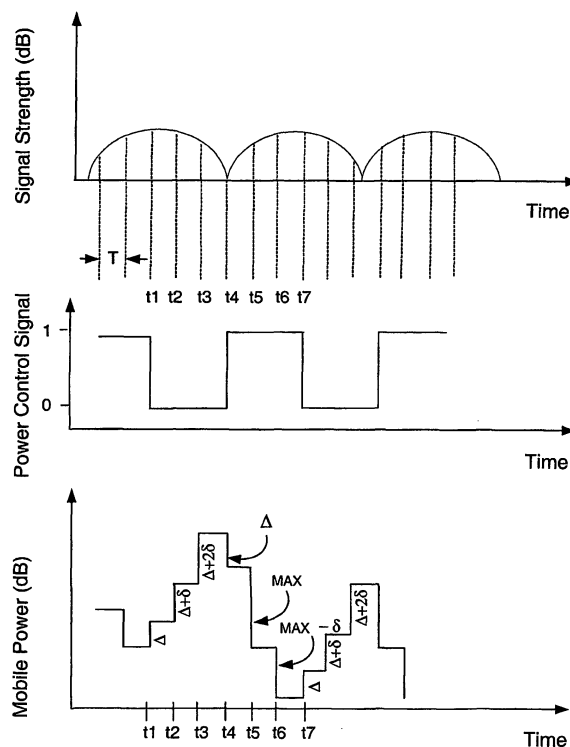 Signal Strength (dB)
Time
T
t1 t2 t3 t4 t5 t6 t7
Power Control Signal
1
0
Time
Mobile Power (dB)
Δ
Δ+δ
Δ+2δ
Δ
MAX
MAX - δ
Δ
Δ+δ
Δ+2δ
t1 t2 t3 t4 t5 t6 t7
Time